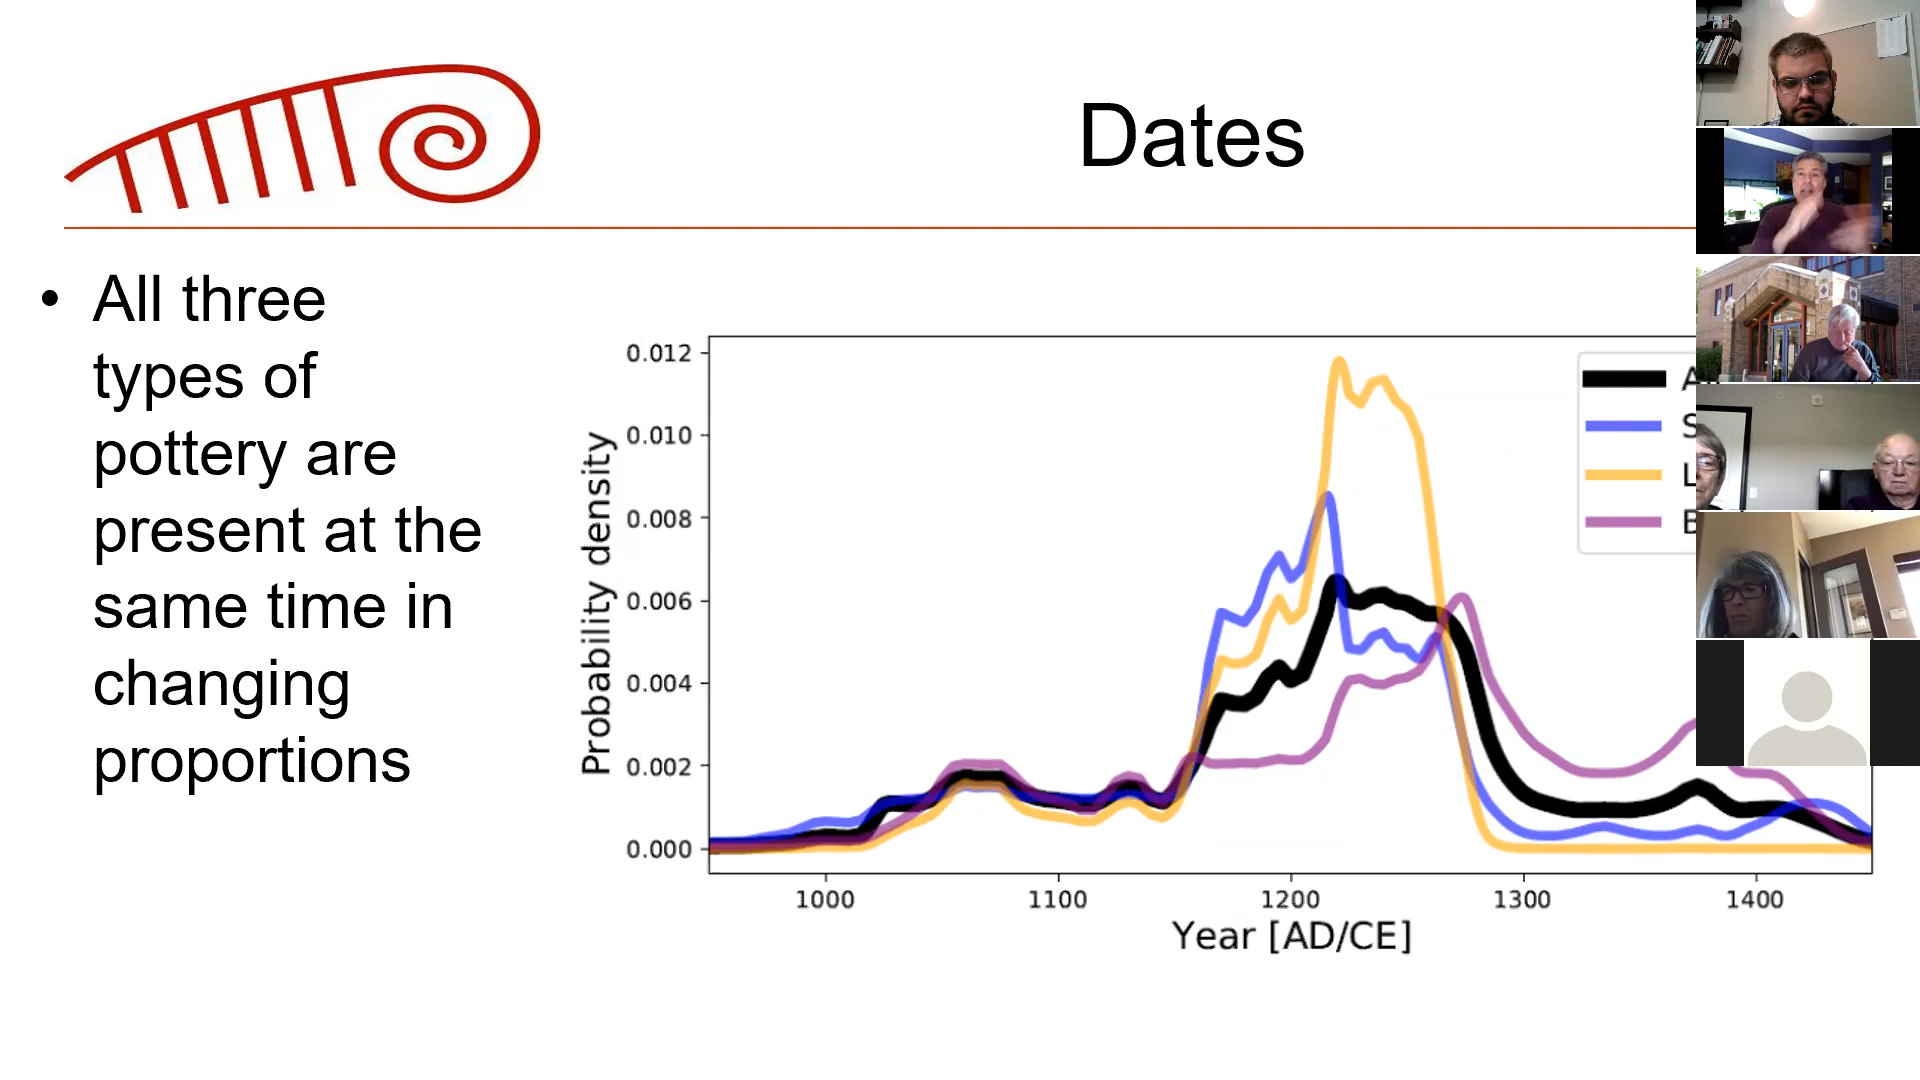 Dates
• All three
types of
pottery are
present at the
same time in
changing
proportions
Probability density
0.012
0.010
0.008
0.006
0.004
0.002
0.000
1000 1100 1200 1300 1400
Year [AD/CE]
S
L